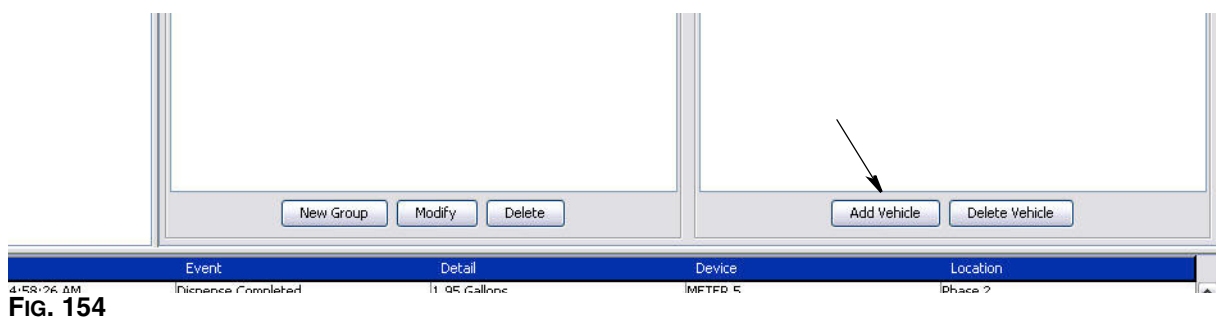 New Group Modify Delete Add Vehicle Delete Vehicle
Event Detail Device Location
4:58:26 AM Dispense Completed 1.95 Gallons METER 5 Phase 2
FIG. 154